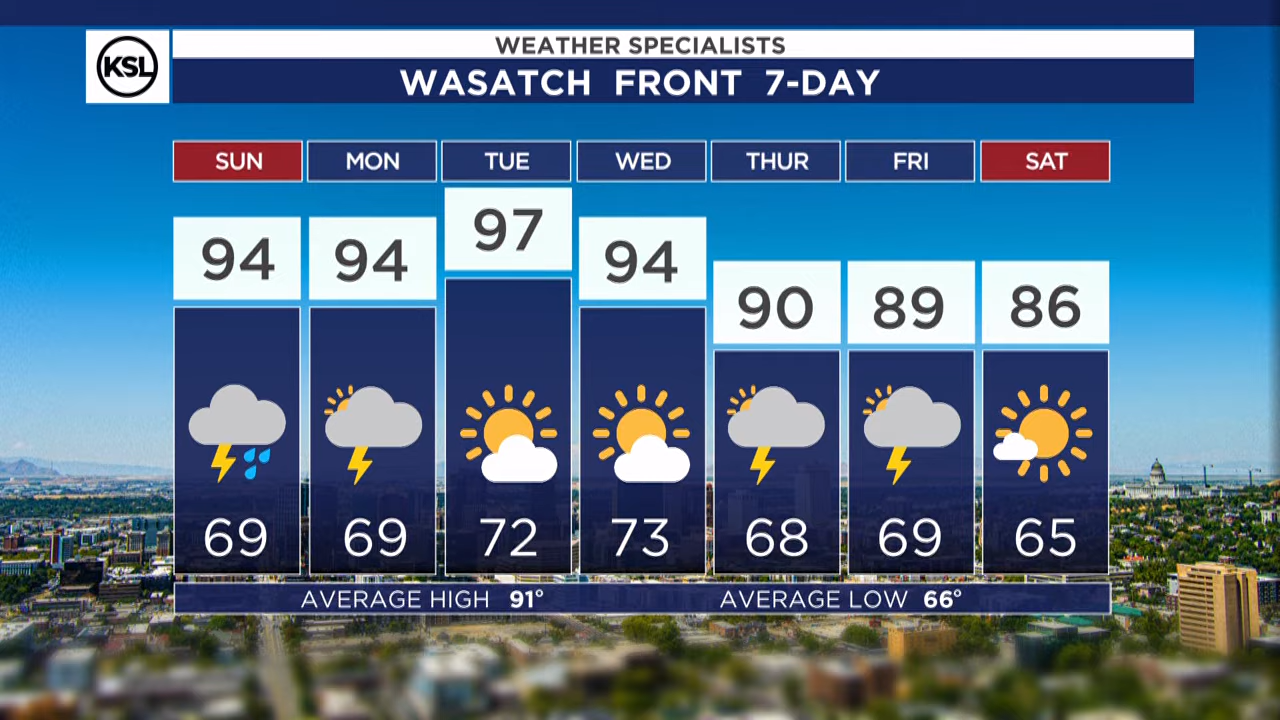 KSL
WEATHER SPECIALISTS
WASATCH FRONT 7-DAY
SUN MON TUE WED THUR FRI SAT
94 94 97 94 90 89 86
69 69 72 73 68 69 65
AVERAGE HIGH 91° AVERAGE LOW 66°